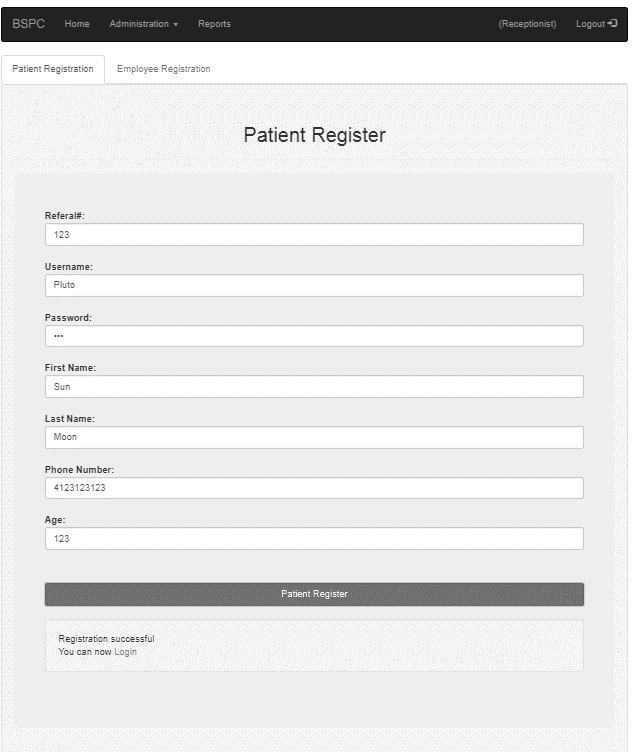 BSPC Home Administration Reports (Receptionist) Logout
Patient Registration Employee Registration
Patient Register
Referal#:
123
Username:
Pluto
Password:
•••
First Name:
Sun
Last Name:
Moon
Phone Number:
4123123123
Age:
123
Patient Register
Registration successful
You can now Login